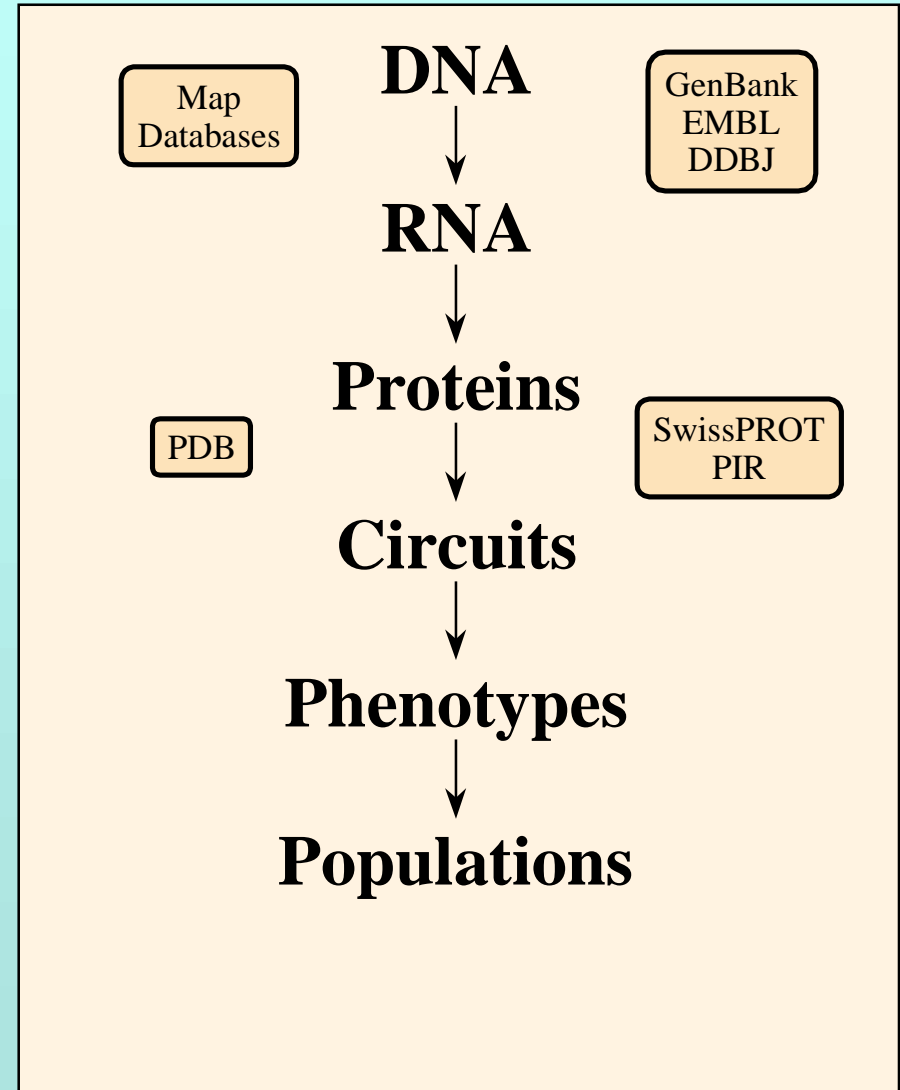 DNA
Map
Databases
GenBank
EMBL
DDBJ
RNA
Proteins
PDB
SwissPROT
PIR
Circuits
Phenotypes
Populations